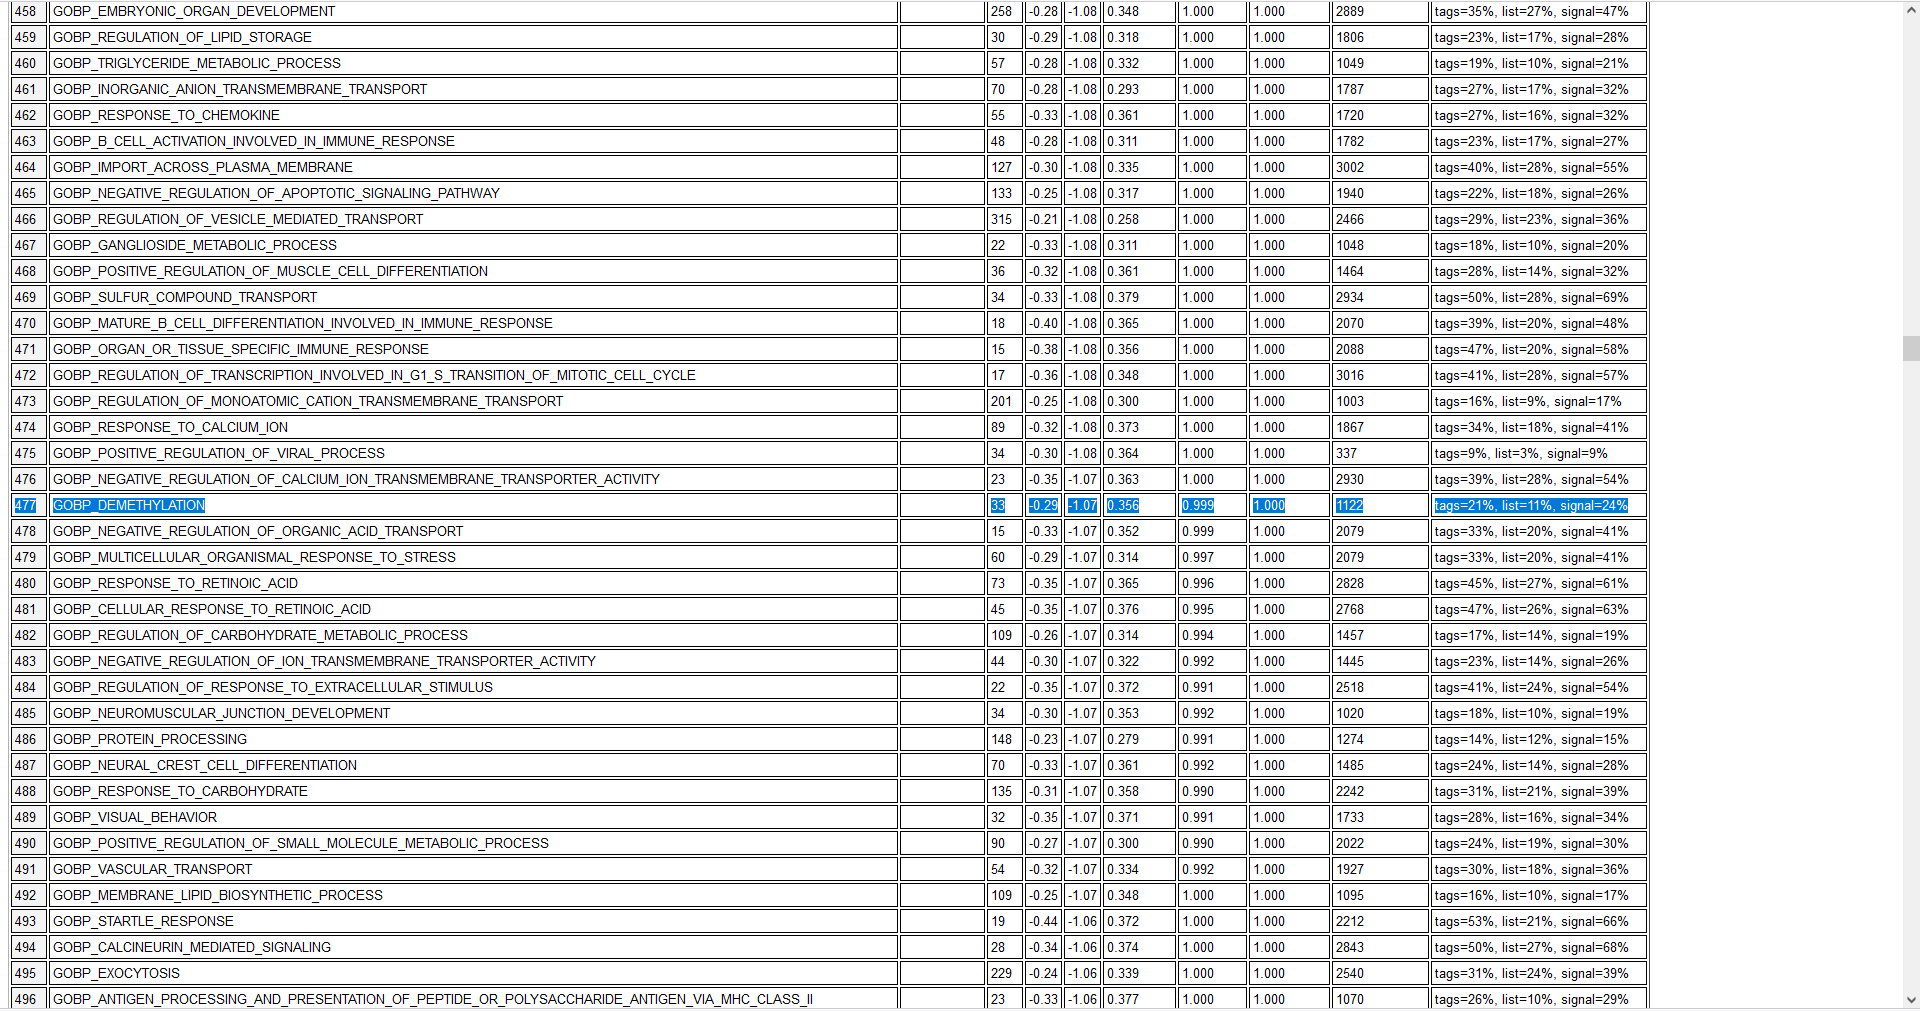 458 GOBP_EMBRYONIC_ORGAN_DEVELOPMENT 258 -0.28 -1.08 0.348 1.000 1.000 2889 tags=35%, list=27%, signal=47%
459 GOBP_REGULATION_OF_LIPID_STORAGE 30 -0.29 -1.08 0.318 1.000 1.000 1806 tags=23%, list=17%, signal=28%
460 GOBP_TRIGLYCERIDE_METABOLIC_PROCESS 57 -0.28 -1.08 0.332 1.000 1.000 1049 tags=19%, list=10%, signal=21%
461 GOBP_INORGANIC_ANION_TRANSMEMBRANE_TRANSPORT 70 -0.28 -1.08 0.293 1.000 1.000 1787 tags=27%, list=17%, signal=32%
462 GOBP_RESPONSE_TO_CHEMOKINE 55 -0.33 -1.08 0.361 1.000 1.000 1720 tags=27%, list=16%, signal=32%
463 GOBP_B_CELL_ACTIVATION_INVOLVED_IN_IMMUNE_RESPONSE 48 -0.28 -1.08 0.311 1.000 1.000 1782 tags=23%, list=17%, signal=27%
464 GOBP_IMPORT_ACROSS_PLASMA_MEMBRANE 127 -0.30 -1.08 0.335 1.000 1.000 3002 tags=40%, list=28%, signal=55%
465 GOBP_NEGATIVE_REGULATION_OF_APOPTOTIC_SIGNALING_PATHWAY 133 -0.25 -1.08 0.317 1.000 1.000 1940 tags=22%, list=18%, signal=26%
466 GOBP_REGULATION_OF_VESICLE_MEDIATED_TRANSPORT 315 -0.21 -1.08 0.258 1.000 1.000 2466 tags=29%, list=23%, signal=36%
467 GOBP_GANGLIOSIDE_METABOLIC_PROCESS 22 -0.33 -1.08 0.311 1.000 1.000 1048 tags=18%, list=10%, signal=20%
468 GOBP_POSITIVE_REGULATION_OF_MUSCLE_CELL_DIFFERENTIATION 36 -0.32 -1.08 0.361 1.000 1.000 1464 tags=28%, list=14%, signal=32%
469 GOBP_SULFUR_COMPOUND_TRANSPORT 34 -0.33 -1.08 0.379 1.000 1.000 2934 tags=50%, list=28%, signal=69%
470 GOBP_MATURE_B_CELL_DIFFERENTIATION_INVOLVED_IN_IMMUNE_RESPONSE 18 -0.40 -1.08 0.365 1.000 1.000 2070 tags=39%, list=20%, signal=48%
471 GOBP_ORGAN_OR_TISSUE_SPECIFIC_IMMUNE_RESPONSE 15 -0.38 -1.08 0.356 1.000 1.000 2088 tags=47%, list=20%, signal=58%
472 GOBP_REGULATION_OF_TRANSCRIPTION_INVOLVED_IN_G1_S_TRANSITION_OF_MITOTIC_CELL_CYCLE 17 -0.36 -1.08 0.348 1.000 1.000 3016 tags=41%, list=28%, signal=57%
473 GOBP_REGULATION_OF_MONOATOMIC_CATION_TRANSMEMBRANE_TRANSPORT 201 -0.25 -1.08 0.300 1.000 1.000 1003 tags=16%, list=9%, signal=17%
474 GOBP_RESPONSE_TO_CALCIUM_ION 89 -0.32 -1.08 0.373 1.000 1.000 1867 tags=34%, list=18%, signal=41%
475 GOBP_POSITIVE_REGULATION_OF_VIRAL_PROCESS 34 -0.30 -1.08 0.364 1.000 1.000 337 tags=9%, list=3%, signal=9%
476 GOBP_NEGATIVE_REGULATION_OF_CALCIUM_ION_TRANSMEMBRANE_TRANSPORTER_ACTIVITY 23 -0.35 -1.07 0.363 1.000 1.000 2930 tags=39%, list=28%, signal=54%
477 GOBP_DEMETHYLATION 33 -0.29 -1.07 0.356 0.999 1.000 1122 tags=21%, list=11%, signal=24%
478 GOBP_NEGATIVE_REGULATION_OF_ORGANIC_ACID_TRANSPORT 15 -0.33 -1.07 0.352 0.999 1.000 2079 tags=33%, list=20%, signal=41%
479 GOBP_MULTICELLULAR_ORGANISMAL_RESPONSE_TO_STRESS 60 -0.29 -1.07 0.314 0.997 1.000 2079 tags=33%, list=20%, signal=41%
480 GOBP_RESPONSE_TO_RETINOIC_ACID 73 -0.35 -1.07 0.365 0.996 1.000 2828 tags=45%, list=27%, signal=61%
481 GOBP_CELLULAR_RESPONSE_TO_RETINOIC_ACID 45 -0.35 -1.07 0.376 0.995 1.000 2768 tags=47%, list=26%, signal=63%
482 GOBP_REGULATION_OF_CARBOHYDRATE_METABOLIC_PROCESS 109 -0.26 -1.07 0.314 0.994 1.000 1457 tags=17%, list=14%, signal=19%
483 GOBP_NEGATIVE_REGULATION_OF_ION_TRANSMEMBRANE_TRANSPORTER_ACTIVITY 44 -0.30 -1.07 0.322 0.992 1.000 1445 tags=23%, list=14%, signal=26%
484 GOBP_REGULATION_OF_RESPONSE_TO_EXTRACELLULAR_STIMULUS 22 -0.35 -1.07 0.372 0.991 1.000 2518 tags=41%, list=24%, signal=54%
485 GOBP_NEUROMUSCULAR_JUNCTION_DEVELOPMENT 34 -0.30 -1.07 0.353 0.992 1.000 1020 tags=18%, list=10%, signal=19%
486 GOBP_PROTEIN_PROCESSING 148 -0.23 -1.07 0.279 0.991 1.000 1274 tags=14%, list=12%, signal=15%
487 GOBP_NEURAL_CREST_CELL_DIFFERENTIATION 70 -0.33 -1.07 0.361 0.992 1.000 1485 tags=24%, list=14%, signal=28%
488 GOBP_RESPONSE_TO_CARBOHYDRATE 135 -0.31 -1.07 0.358 0.990 1.000 2242 tags=31%, list=21%, signal=39%
489 GOBP_VISUAL_BEHAVIOR 32 -0.35 -1.07 0.371 0.991 1.000 1733 tags=28%, list=16%, signal=34%
490 GOBP_POSITIVE_REGULATION_OF_SMALL_MOLECULE_METABOLIC_PROCESS 90 -0.27 -1.07 0.300 0.990 1.000 2022 tags=24%, list=19%, signal=30%
491 GOBP_VASCULAR_TRANSPORT 54 -0.32 -1.07 0.334 0.992 1.000 1927 tags=30%, list=18%, signal=36%
492 GOBP_MEMBRANE_LIPID_BIOSYNTHETIC_PROCESS 109 -0.25 -1.07 0.348 1.000 1.000 1095 tags=16%, list=10%, signal=17%
493 GOBP_STARTLE_RESPONSE 19 -0.44 -1.06 0.372 1.000 1.000 2212 tags=53%, list=21%, signal=66%
494 GOBP_CALCINEURIN_MEDIATED_SIGNALING 28 -0.34 -1.06 0.374 1.000 1.000 2843 tags=50%, list=27%, signal=68%
495 GOBP_EXOCYTOSIS 229 -0.24 -1.06 0.339 1.000 1.000 2540 tags=31%, list=24%, signal=39%
496 GOBP_ANTIGEN_PROCESSING_AND_PRESENTATION_OF_PEPTIDE_OR_POLYSACCHARIDE_ANTIGEN_VIA_MHC_CLASS_II 23 -0.33 -1.06 0.377 1.000 1.000 1070 tags=26%, list=10%, signal=29%